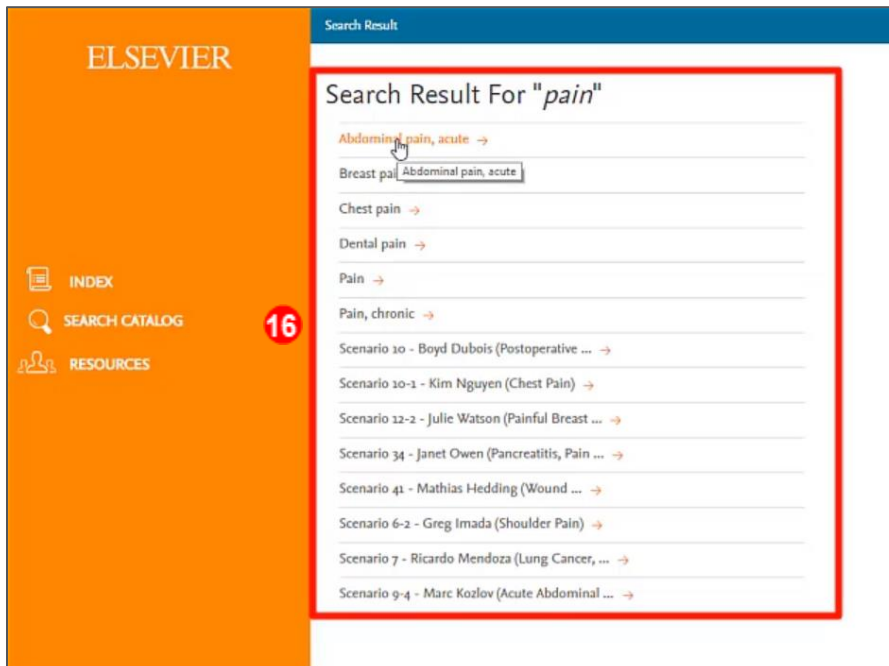 ELSEVIER
INDEX
SEARCH CATALOG
RESOURCES
16
Search Result
Search Result For "pain"
Abdominal pain, acute →
Abdominal pain, acute
Breast pai
Chest pain →
Dental pain →
Pain →
Pain, chronic →
Scenario 10 - Boyd Dubois (Postoperative ... →
Scenario 10-1 - Kim Nguyen (Chest Pain) →
Scenario 12-2 - Julie Watson (Painful Breast ... →
Scenario 34 - Janet Owen (Pancreatitis, Pain ... →
Scenario 41 - Mathias Hedding (Wound ... →
Scenario 6-2 - Greg Imada (Shoulder Pain) →
Scenario 7 - Ricardo Mendoza (Lung Cancer, ... →
Scenario 9-4 - Marc Kozlov (Acute Abdominal ... →